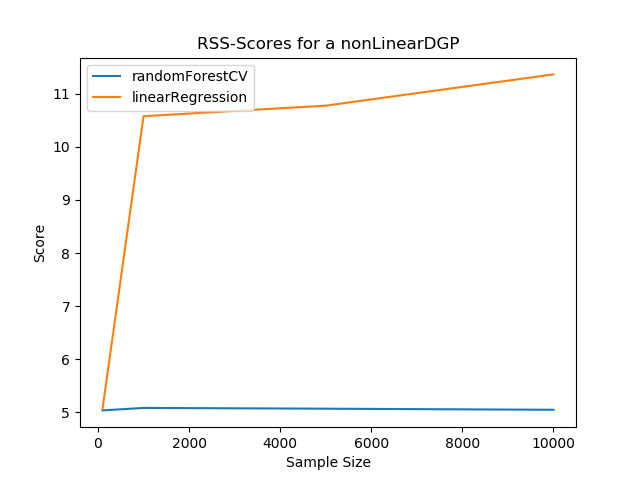 RSS-Scores for a nonLinearDGP
randomForestCV
linearRegression
11
10
9
8
7
6
5
Score
0 2000 4000 6000 8000 10000
Sample Size